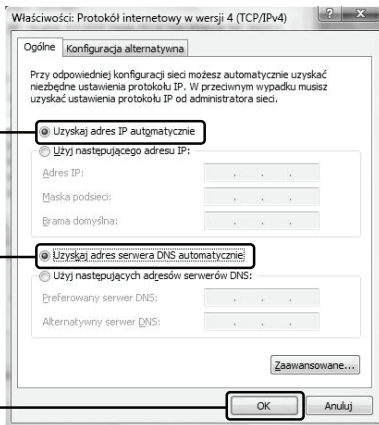 Właściwości: Protokół internetowy w wersji 4 (TCP/IPv4)
Ogólne Konfiguracja alternatywna
Przy odpowiedniej konfiguracji sieci możesz automatycznie uzyskać
niezbędne ustawienia protokołu IP. W przeciwnym wypadku musisz
uzyskać ustawienia protokołu IP od administratora sieci.
Uzyskaj adres IP automatycznie
Użyj następującego adresu IP:
Adres IP:
Maska podsieci:
Brama domyślna:
Uzyskaj adres serwera DNS automatycznie
Użyj następujących adresów serwerów DNS:
Preferowany serwer DNS:
Alternatywny serwer DNS:
Zaawansowane...
OK Anuluj